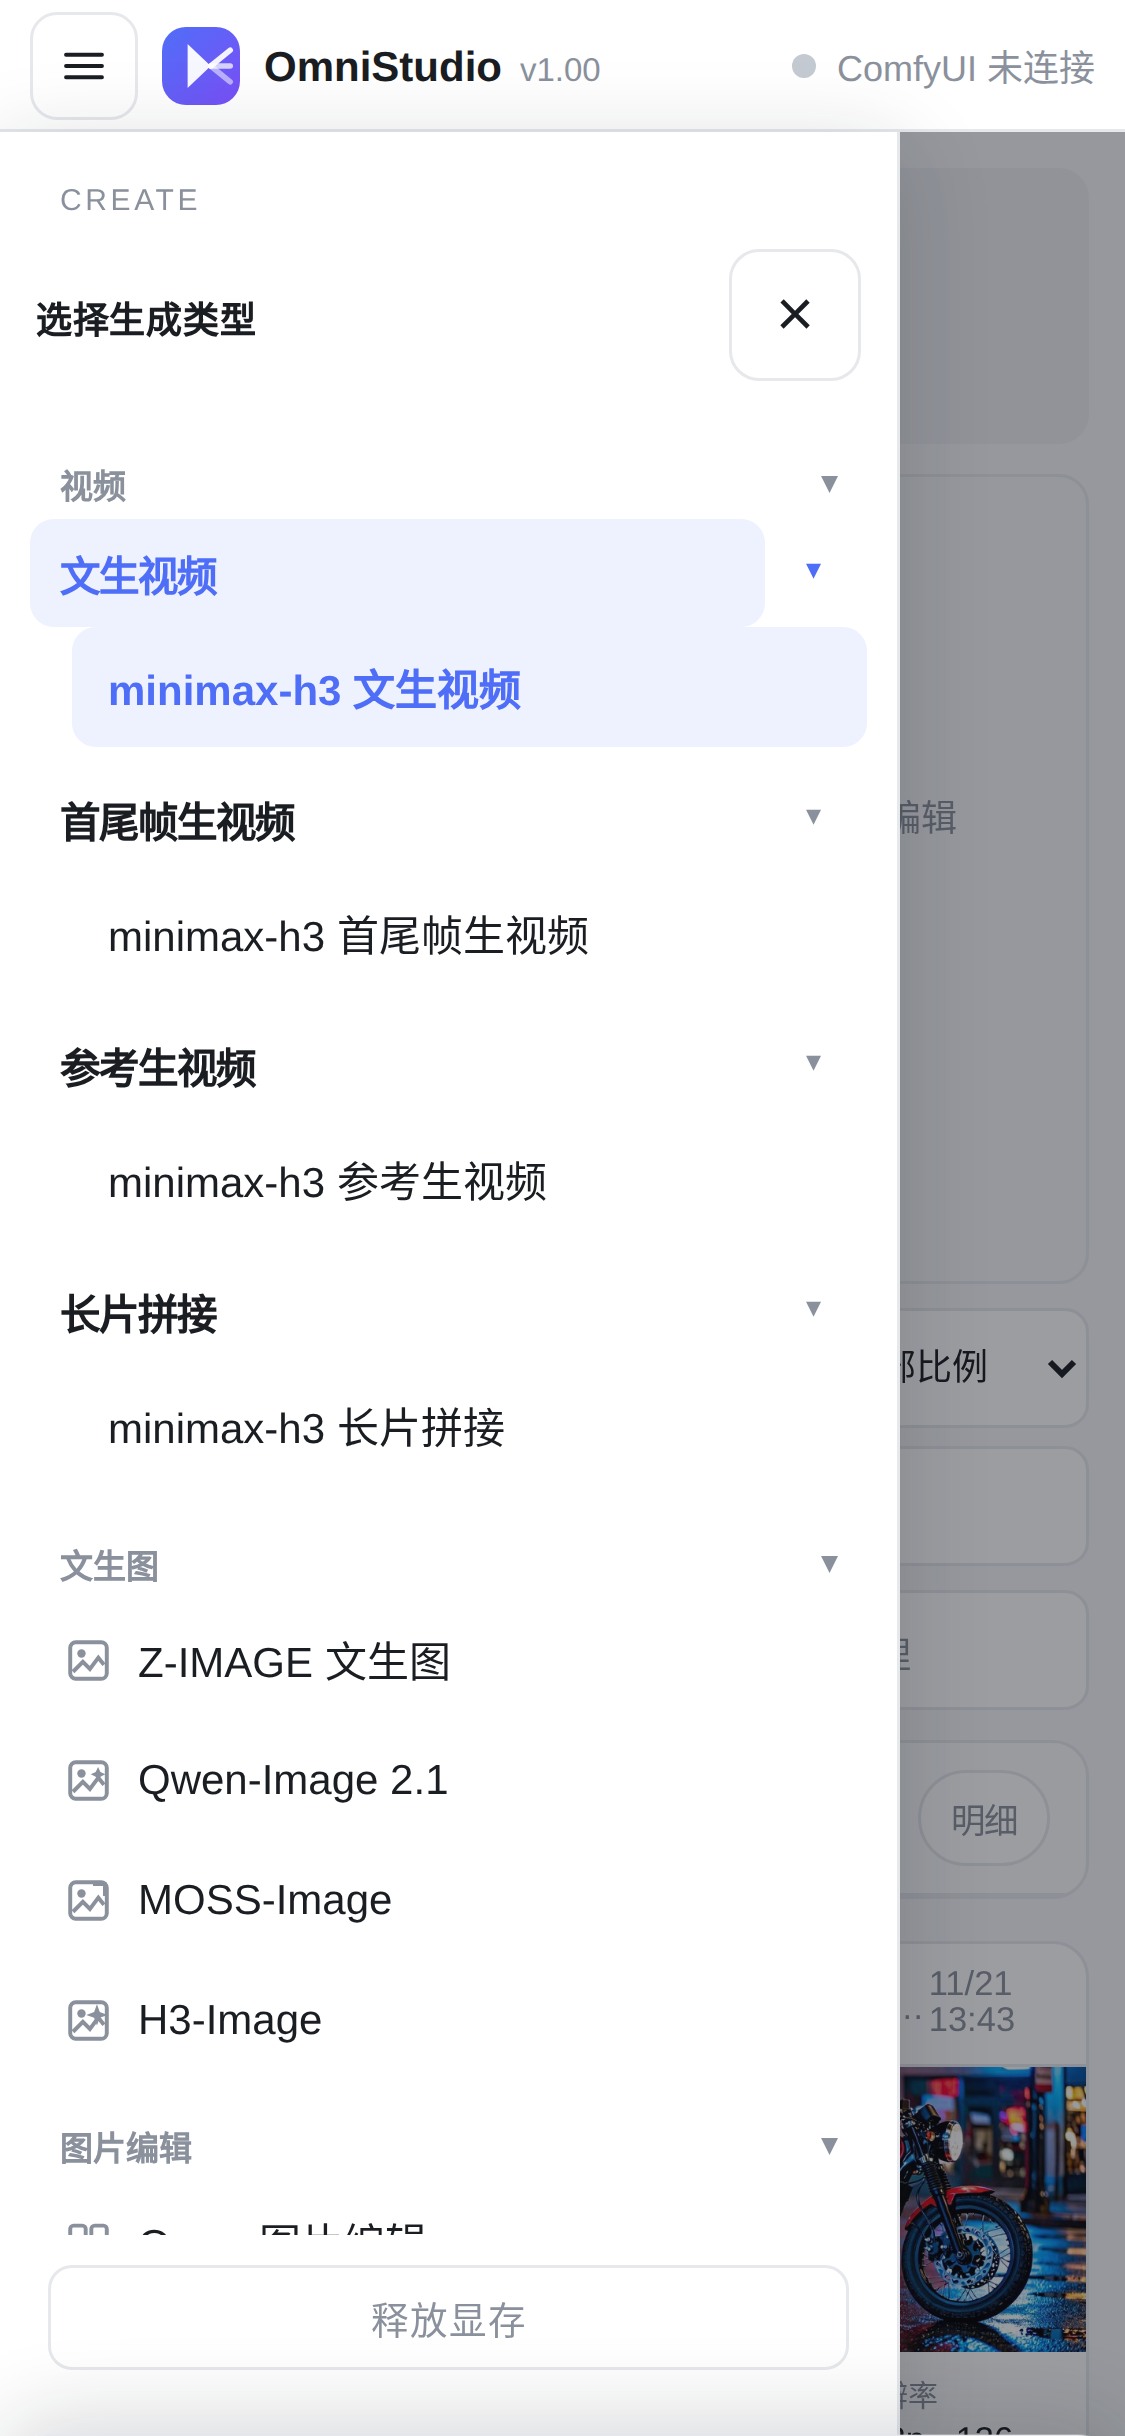 OmniStudio v1.00
ComfyUI 未连接
CREATE
选择生成类型
视频
文生视频
minimax-h3 文生视频
首尾帧生视频
minimax-h3 首尾帧生视频
参考生视频
minimax-h3 参考生视频
长片拼接
minimax-h3 长片拼接
文生图
Z-IMAGE 文生图
Qwen-Image 2.1
MOSS-Image
H3-Image
图片编辑
图片编辑
释放显存
编辑
比例
明细
11/21
13:43
率